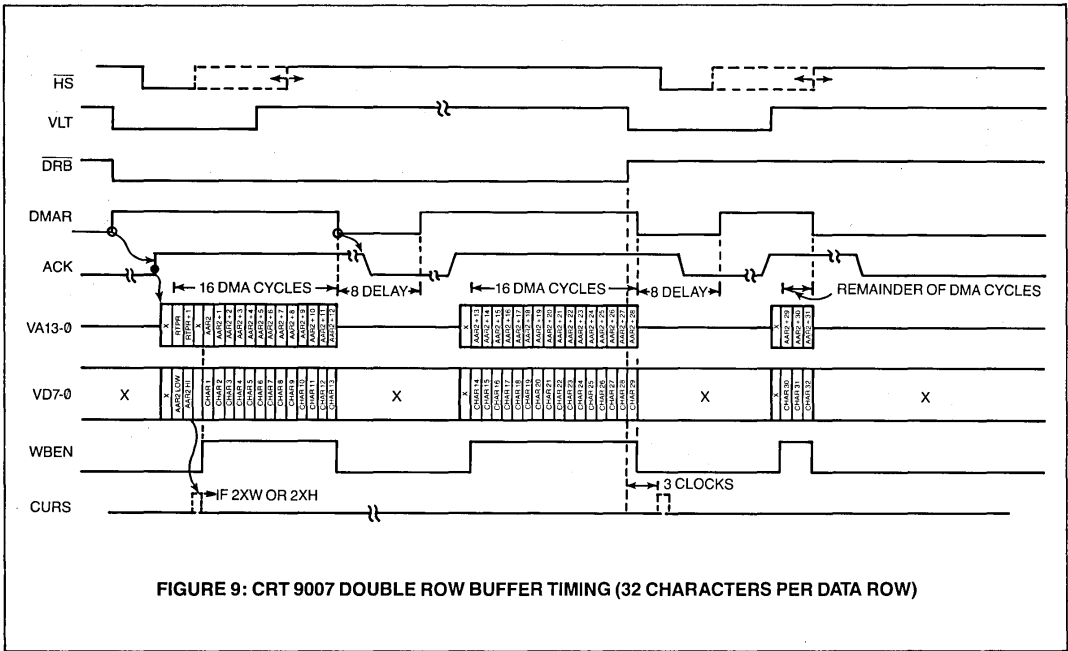 HS
VLT
DRB
DMAR
ACK
16 DMA CYCLES
8 DELAY
16 DMA CYCLES
8 DELAY
REMAINDER OF DMA CYCLES
VA13-0
X
RTPR
RTPR + 1
X
AAR2
AAR2 + 1
AAR2 + 2
AAR2 + 3
AAR2 + 4
AAR2 + 5
AAR2 + 6
AAR2 + 7
AAR2 + 8
AAR2 + 9
AAR2 + 10
AAR2 + 11
AAR2 + 12
X
AAR2 + 13
AAR2 + 14
AAR2 + 15
AAR2 + 16
AAR2 + 17
AAR2 + 18
AAR2 + 19
AAR2 + 20
AAR2 + 21
AAR2 + 22
AAR2 + 23
AAR2 + 24
AAR2 + 25
AAR2 + 26
AAR2 + 27
AAR2 + 28
X
AAR2 + 29
AAR2 + 30
AAR2 + 31
VD7-0
X
X
AAR2 LOW
AAR2 HI
CHAR 1
CHAR 2
CHAR 3
CHAR 4
CHAR 5
CHAR 6
CHAR 7
CHAR 8
CHAR 9
CHAR 10
CHAR 11
CHAR 12
CHAR 13
X
X
CHAR 14
CHAR 15
CHAR 16
CHAR 17
CHAR 18
CHAR 19
CHAR 20
CHAR 21
CHAR 22
CHAR 23
CHAR 24
CHAR 25
CHAR 26
CHAR 27
CHAR 28
CHAR 29
X
X
CHAR 30
CHAR 31
CHAR 32
X
WBEN
3 CLOCKS
IF 2XW OR 2XH
CURS
FIGURE 9: CRT 9007 DOUBLE ROW BUFFER TIMING (32 CHARACTERS PER DATA ROW)